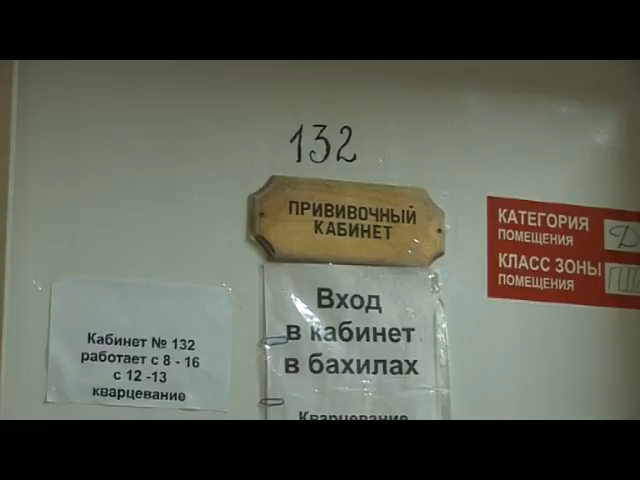 132
ПРИВИВОЧНЫЙ
КАБИНЕТ
КАТЕГОРИЯ
ПОМЕЩЕНИЯ
КЛАСС ЗОНЫ
ПОМЕЩЕНИЯ
Вход
в кабинет
в бахилах
Кварцевание
Кабинет № 132
работает с 8 - 16
с 12 -13
кварцевание